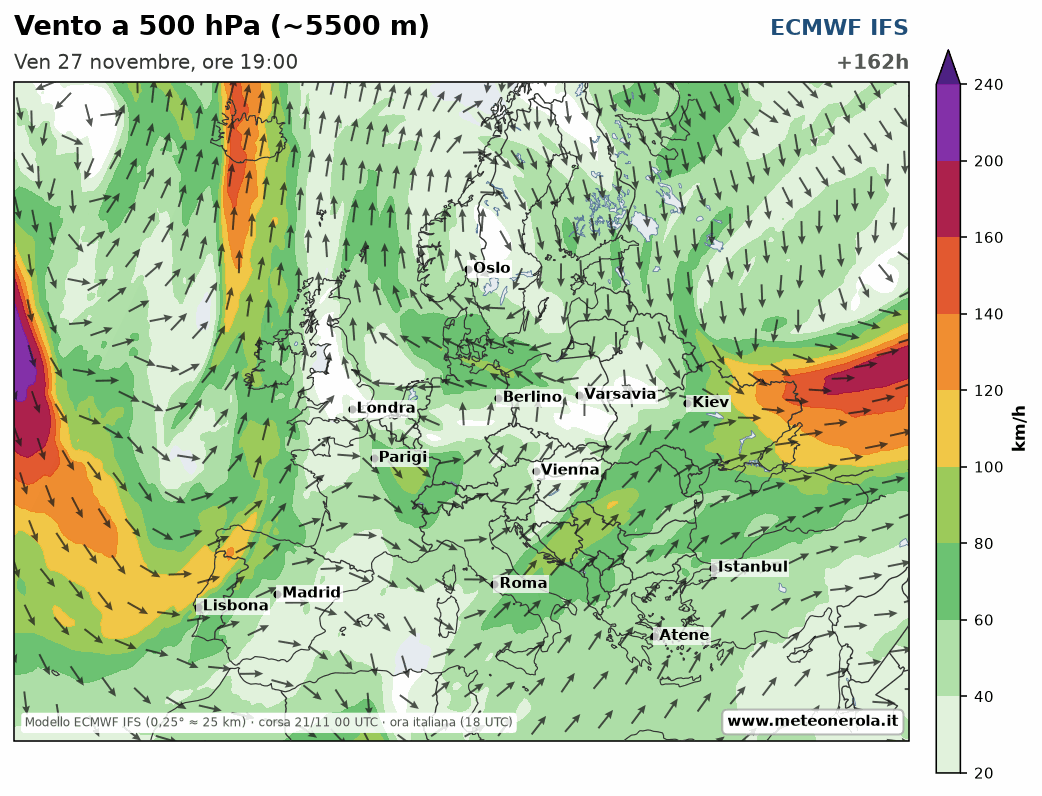 Vento a 500 hPa (~5500 m)
ECMWF IFS
Ven 27 novembre, ore 19:00
+162h
240
200
160
140
120
100
80
60
40
20
km/h
Oslo
Berlino
Varsavia
Kiev
Londra
Parigi
Vienna
Roma
Istanbul
Madrid
Lisbona
Atene
Modello ECMWF IFS (0,25° ≈ 25 km) · corsa 21/11 00 UTC · ora italiana (18 UTC)
www.meteonerola.it